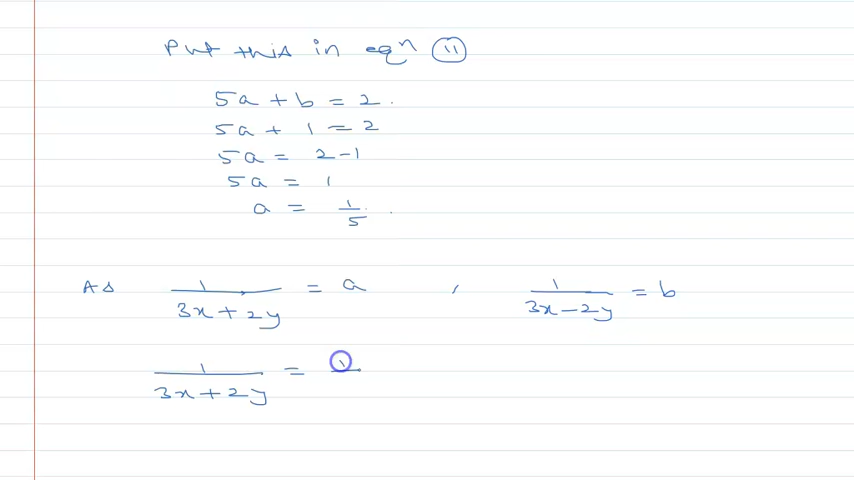 Put this in eqn (ii)
5a + b = 2 .
5a + 1 = 2
5a = 2 - 1
5a = 1
a = 1/5 .
As 1/(3x + 2y) = a , 1/(3x - 2y) = b
1/(3x + 2y) = 1/